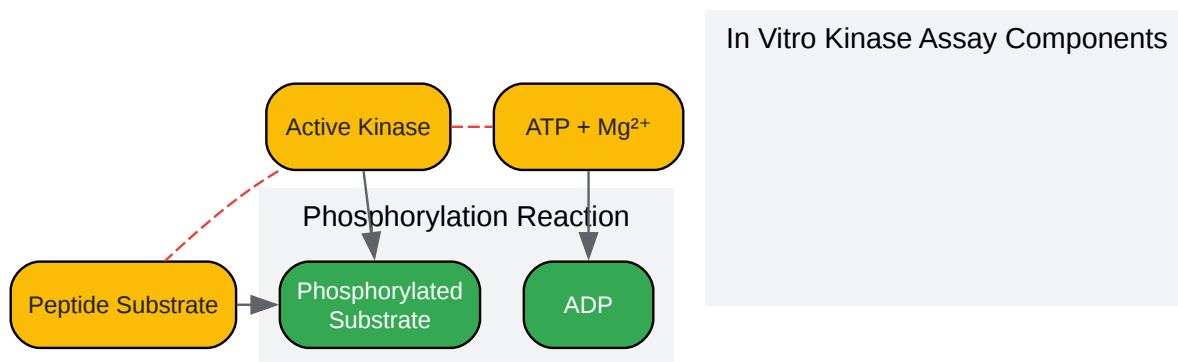 In Vitro Kinase Assay Components
Active Kinase
ATP + Mg²⁺
Phosphorylation Reaction
Peptide Substrate
Phosphorylated
Substrate
ADP